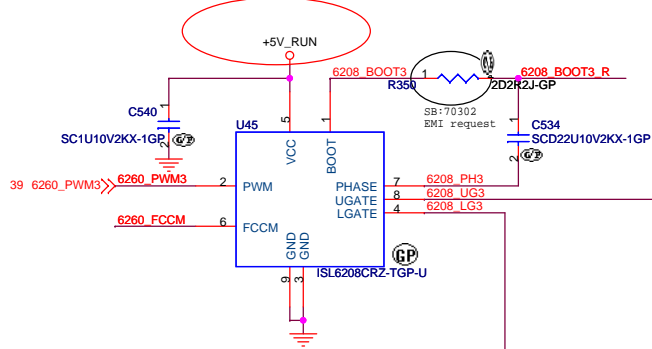 +5V_RUN
6208_BOOT3
1
R350
2D2R2J-GP
6208_BOOT3_R
SB:70302
EMI request
C540
1
2
SC1U10V2KX-1GP
G/P
U45
5
1
VCC
BOOT
1
C534
SCD22U10V2KX-1GP
2
G/P
39 6260_PWM3
6260_PWM3
2
PWM
PHASE
7
6208_PH3
UGATE
8
6208_UG3
LGATE
4
6208_LG3
6260_FCCM
6
FCCM
GND
GND
GP
ISL6208CRZ-TGP-U
9
3